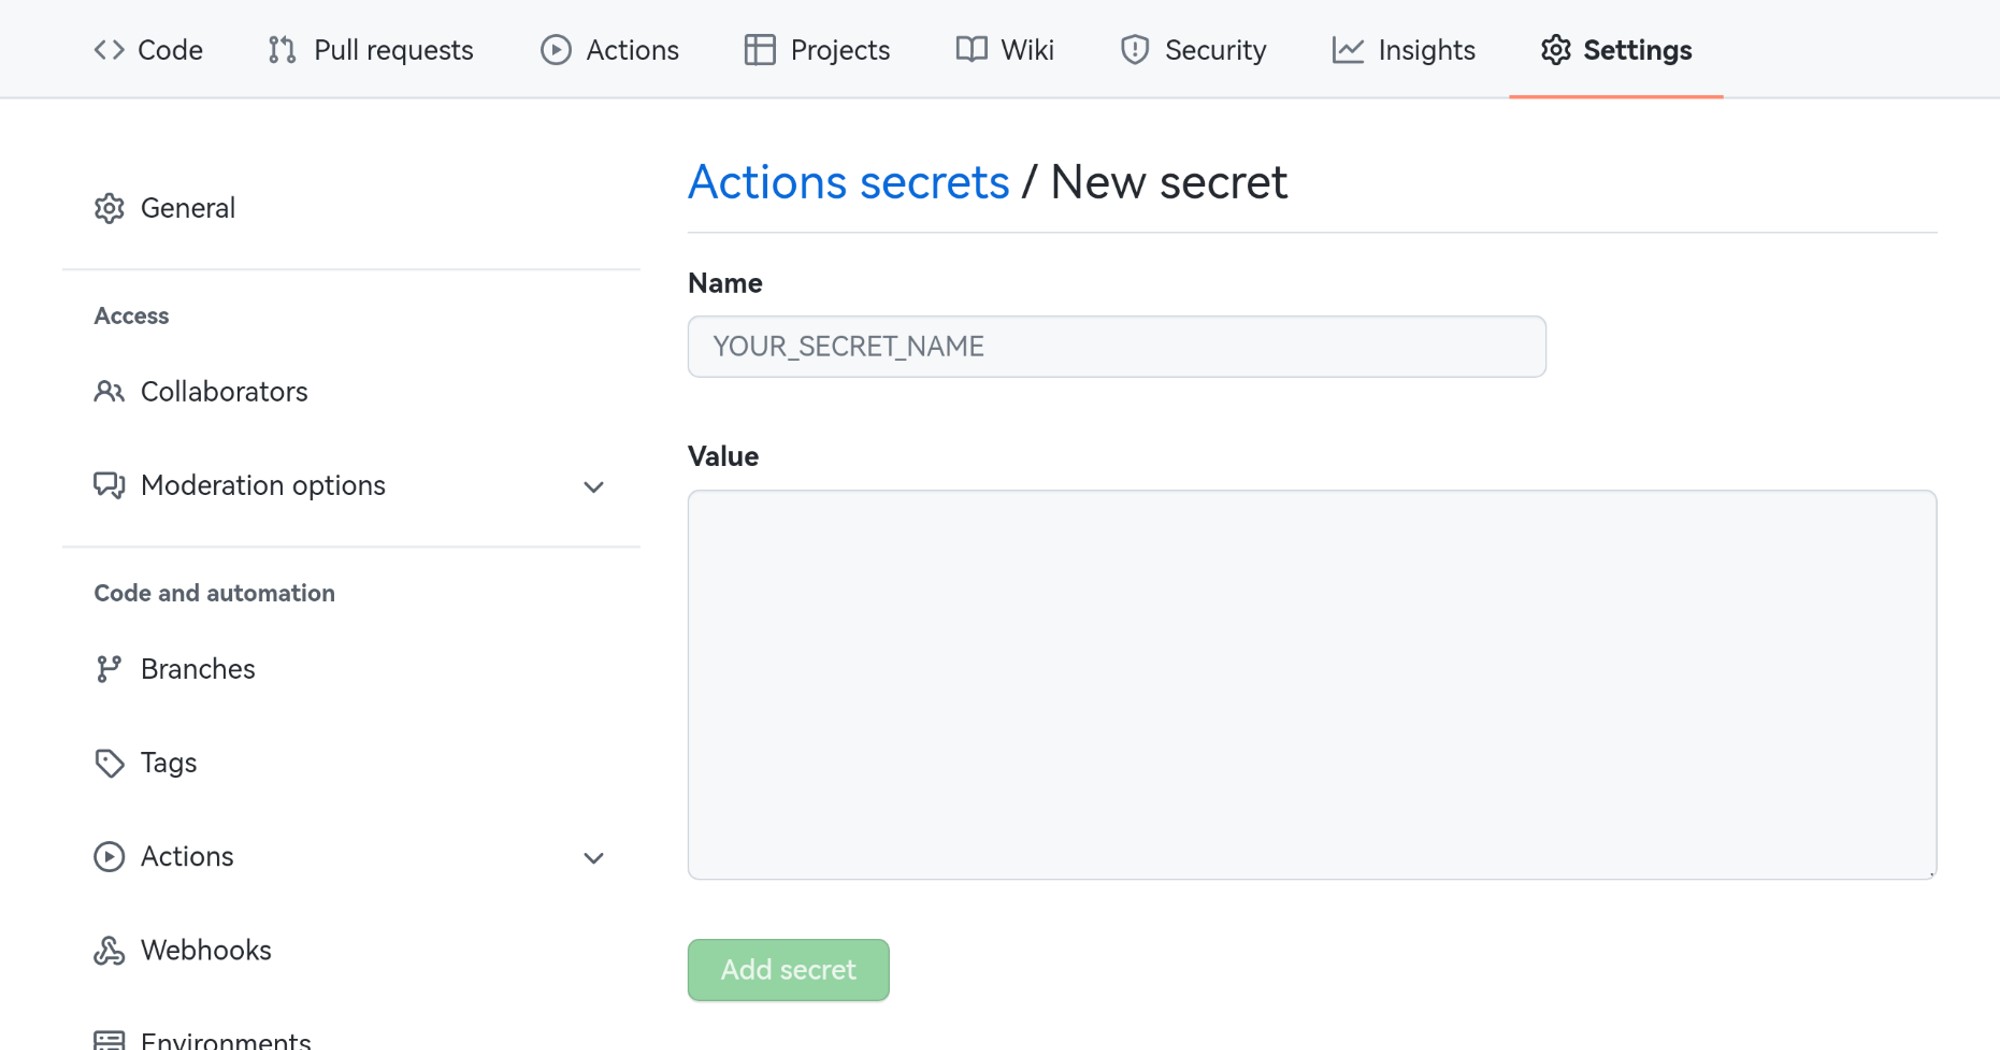 Code Pull requests Actions Projects Wiki Security Insights Settings
General
Access
Collaborators
Moderation options
Code and automation
Branches
Tags
Actions
Webhooks
Environments
Actions secrets / New secret
Name
YOUR_SECRET_NAME
Value
Add secret